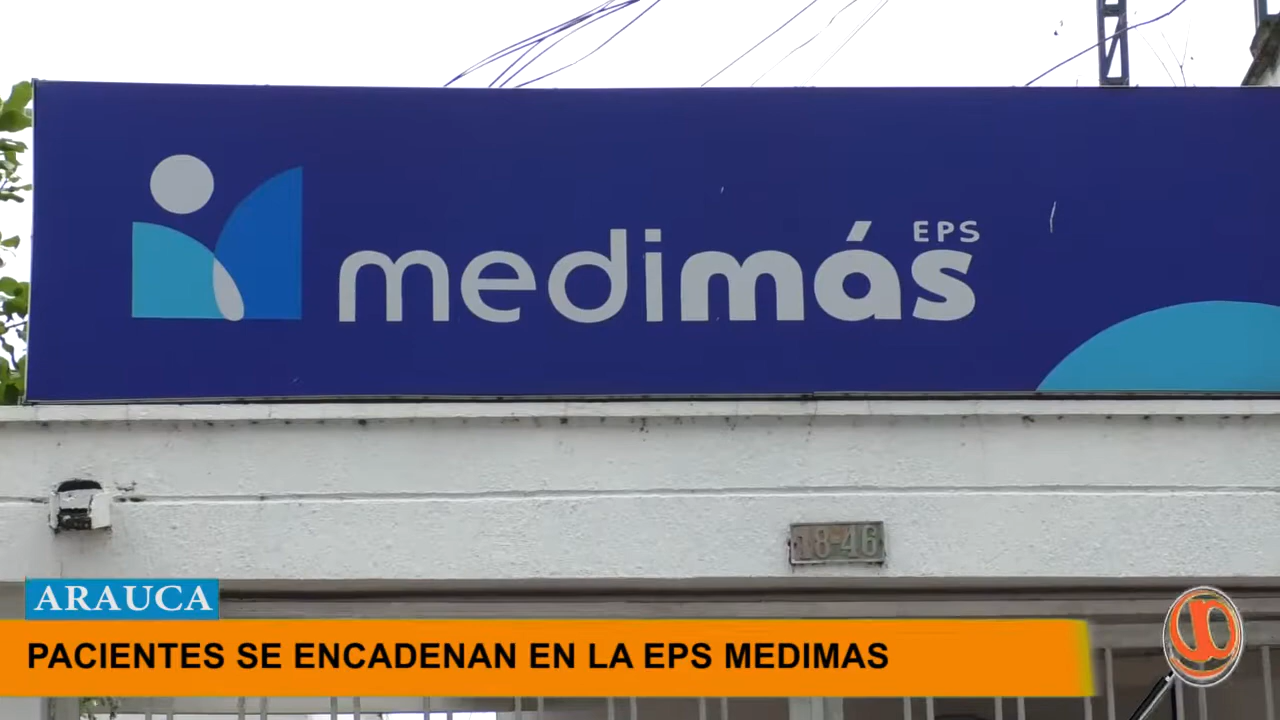 EPS
medimás
18-46
ARAUCA
PACIENTES SE ENCADENAN EN LA EPS MEDIMAS